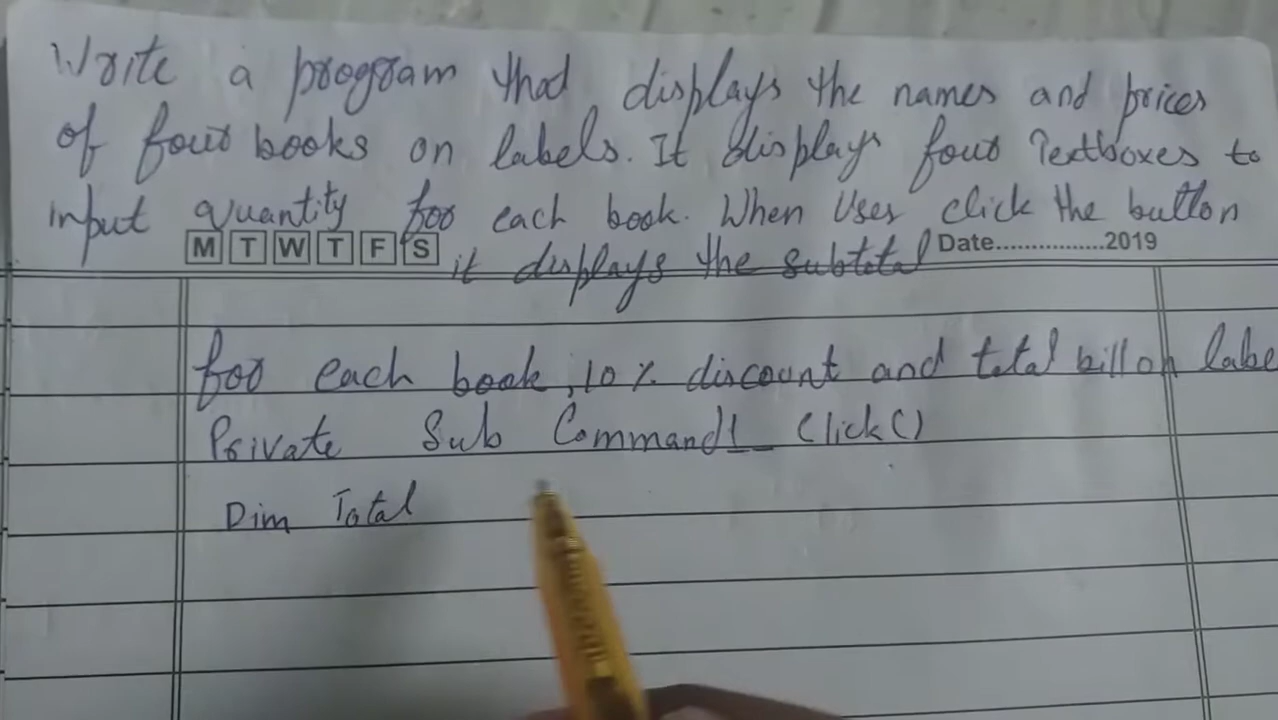 Write a program that displays the names and prices
of four books on labels. It displays four Textboxes to
input quantity for each book. When User click the button
M T W T F S
it displays the subtotal
Date................2019
for each book, 10 % discount and total bill on labe
Private Sub Command1_Click()
Dim Total